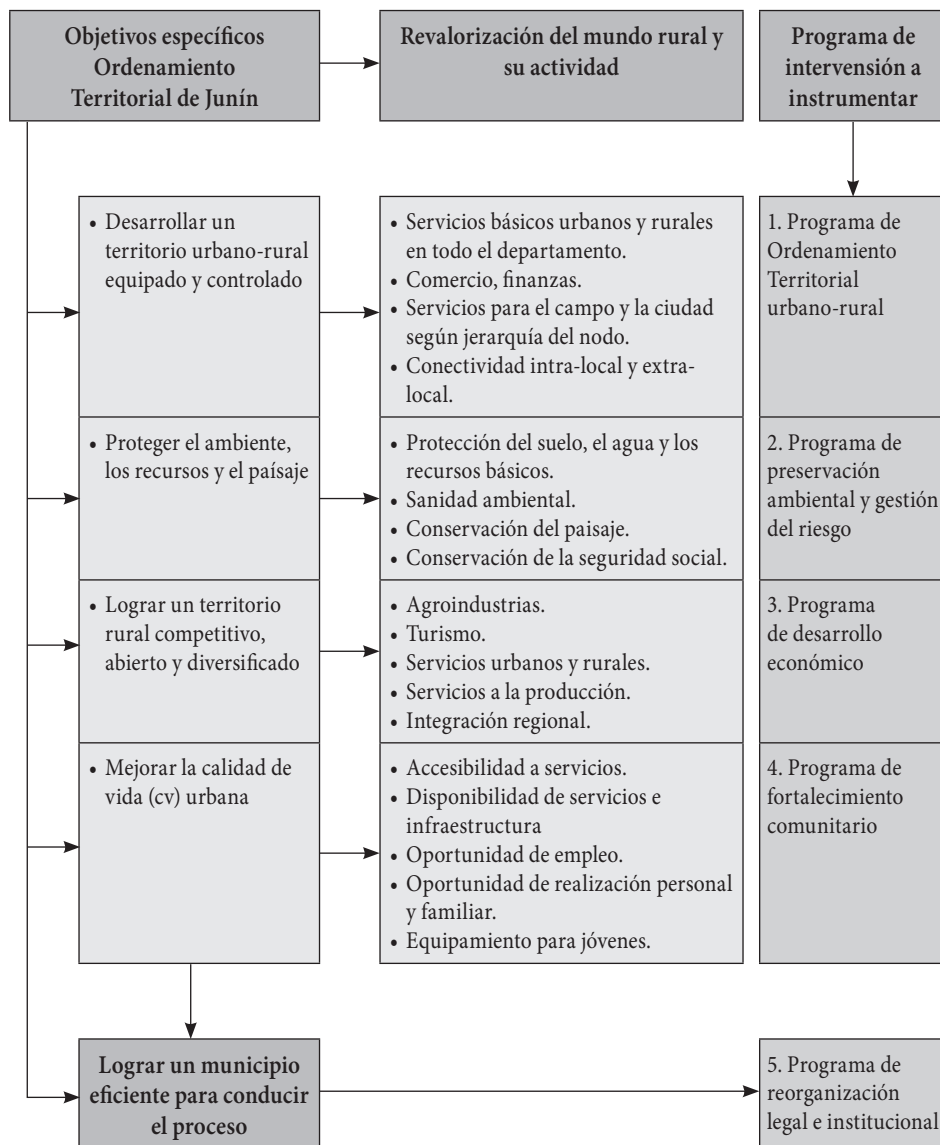 Objetivos específicos
Ordenamiento
Territorial de Junín
Revalorización del mundo rural y
su actividad
Programa de
intervensión a
instrumentar
• Desarrollar un
territorio urbano-rural
equipado y controlado
• Servicios básicos urbanos y rurales
en todo el departamento.
• Comercio, finanzas.
• Servicios para el campo y la ciudad
según jerarquía del nodo.
• Conectividad intra-local y extra-
local.
1. Programa de
Ordenamiento
Territorial
urbano-rural
• Proteger el ambiente,
los recursos y el países​aje
• Protección del suelo, el agua y los
recursos básicos.
• Sanidad ambiental.
• Conservación del paisaje.
• Conservación de la seguridad social.
2. Programa de
preservación
ambiental y gestión
del riesgo
• Lograr un territorio
rural competitivo,
abierto y diversificado
• Agroindustrias.
• Turismo.
• Servicios urbanos y rurales.
• Servicios a la producción.
• Integración regional.
3. Programa
de desarrollo
económico
• Mejorar la calidad de
vida (cv) urbana
• Accesibilidad a servicios.
• Disponibilidad de servicios e
infraestructura
• Oportunidad de empleo.
• Oportunidad de realización personal
y familiar.
• Equipamiento para jóvenes.
4. Programa de
fortalecimiento
comunitario
Lograr un municipio
eficiente para conducir
el proceso
5. Programa de
reorganización
legal e institucional